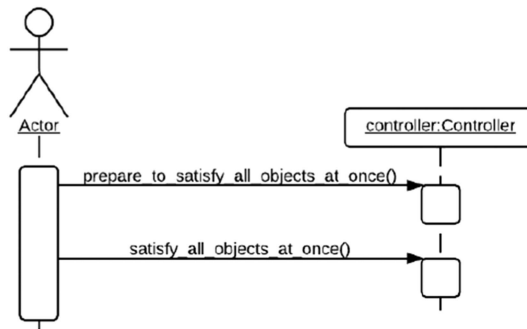 Actor
controller:Controller
prepare_to_satisfy_all_objects_at_once()
satisfy_all_objects_at_once()